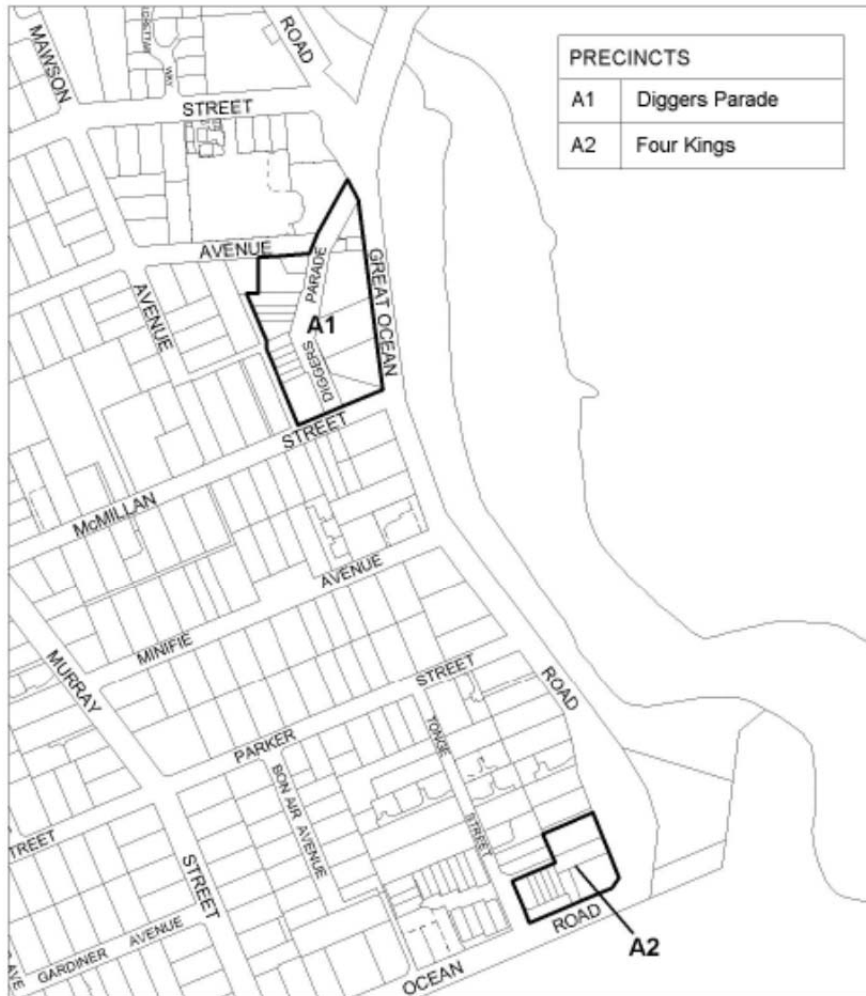 MAWSON
WAY
ROAD
STREET
PRECINCTS
A1 Diggers Parade
A2 Four Kings
AVENUE
PARADE
GREAT OCEAN
AVENUE
A1
DIGGERS
STREET
McMILLAN
AVENUE
MINIFIE
MURRAY
STREET
ROAD
PARKER
TONGE
BON AIR AVENUE
STREET
STREET
STREET
GARDINER AVENUE
ROAD
A2
OCEAN